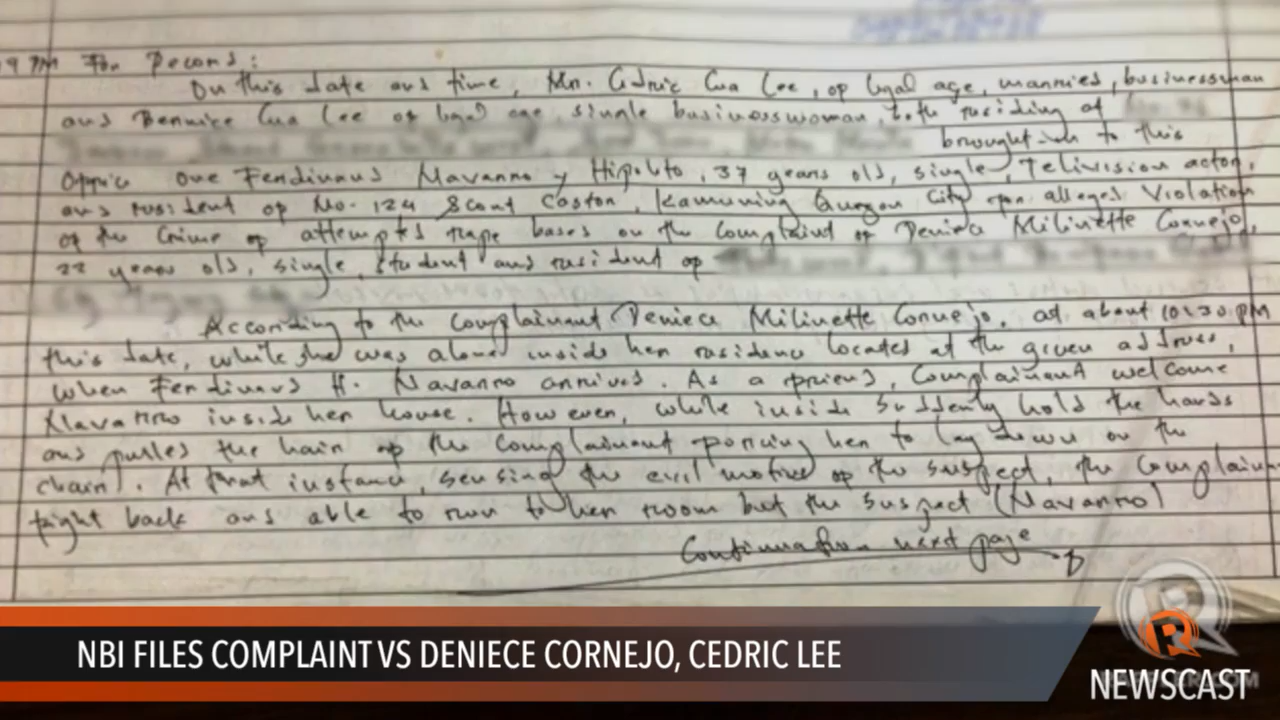 9 PM For Record:
On this date and time, Mr. Cedric Cua Lee, of legal age, married, businessman
and Bernice Cua Lee of legal age, single businesswoman, both residing at
brought-in to this
Office one Ferdinand Navarro y Hipolito, 37 years old, single, Telivision actor,
and resident of No. 124 Scout Castor, Kamuning Quezon City for alleged Violation
of the Crime of attempted rape based on the complaint of Deniece Milinette Cornejo,
22 years old, single, student and resident of
According to the complainant Deniece Milinette Cornejo, at about 10:30 pm
this date, while she was alone inside her residence located at the given address,
when Ferdinand H. Navarro arrived. As a friend, Complainant welcome
Navarro inside her house. However, while inside suddenly hold the hands
and pulled the hair of the complainant forcing her to lay down on the
chair. At that instance, sensing the evil motive of the suspect, the complain
fight back and able to run to her room but the suspect (Navarro)
Continuation next page
NBI FILES COMPLAINT VS DENIECE CORNEJO, CEDRIC LEE
R
NEWSCAST